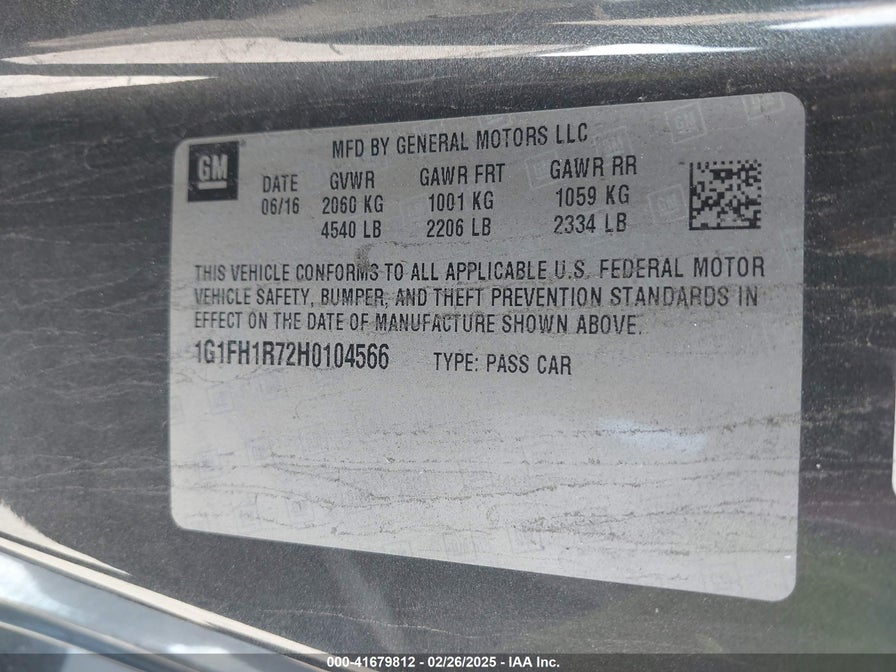 GM
MFD BY GENERAL MOTORS LLC
DATE GVWR GAWR FRT GAWR RR
06/16 2060 KG 1001 KG 1059 KG
4540 LB 2206 LB 2334 LB
THIS VEHICLE CONFORMS TO ALL APPLICABLE U.S. FEDERAL MOTOR
VEHICLE SAFETY, BUMPER, AND THEFT PREVENTION STANDARDS IN
EFFECT ON THE DATE OF MANUFACTURE SHOWN ABOVE.
1G1FH1R72H0104566 TYPE: PASS CAR
000-41679812 - 02/26/2025 - IAA Inc.